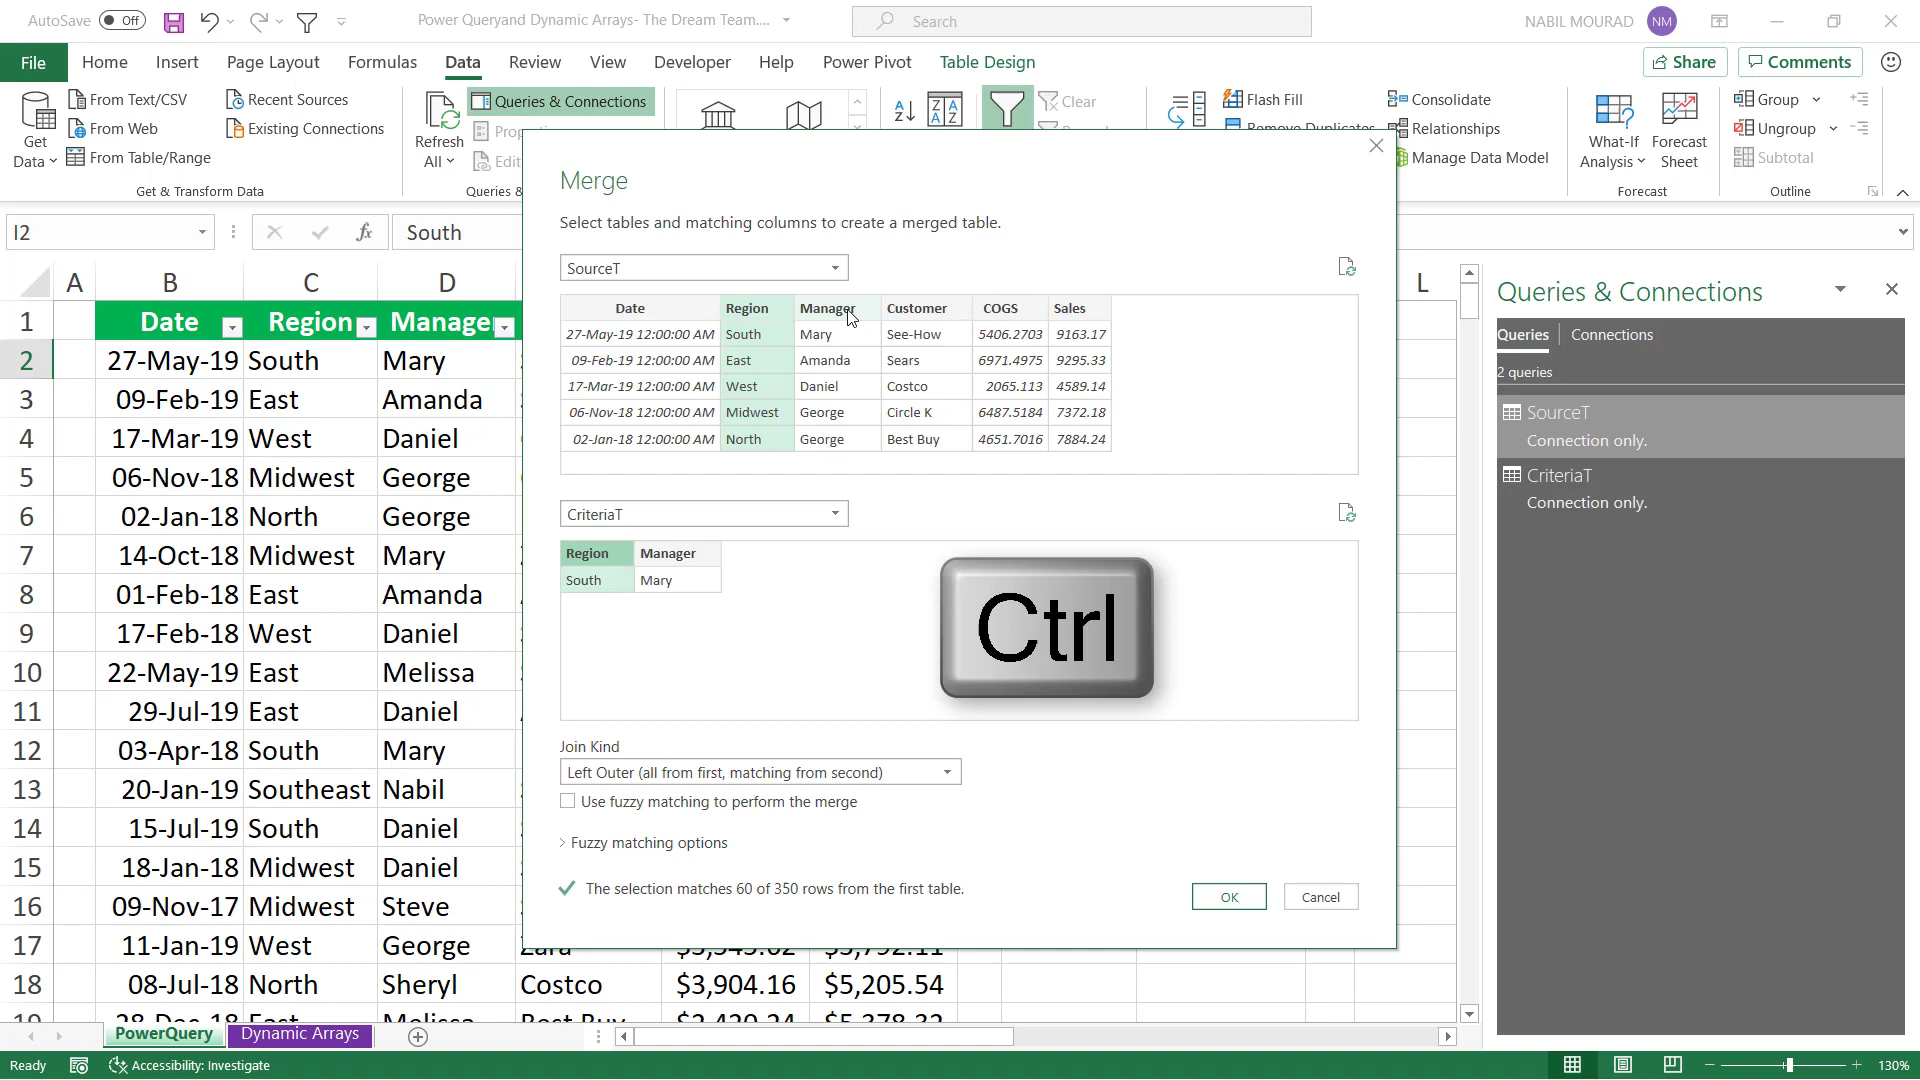 AutoSave Off
Power Queryand Dynamic Arrays- The Dream Team....
Search
NABIL MOURAD NM
File Home Insert Page Layout Formulas Data Review View Developer Help Power Pivot Table Design
Share Comments
Get Data
From Text/CSV
From Web
From Table/Range
Recent Sources
Existing Connections
Get & Transform Data
Refresh All
Queries & Connections
Edit
Queries &
Clear
Flash Fill
Remove Duplicates
Consolidate
Relationships
Manage Data Model
What-If Analysis
Forecast Sheet
Forecast
Group
Ungroup
Subtotal
Outline
I2
fx
South
A B C D L
1 Date Region Manage
2 27-May-19 South Mary
3 09-Feb-19 East Amanda
4 17-Mar-19 West Daniel
5 06-Nov-18 Midwest George
6 02-Jan-18 North George
7 14-Oct-18 Midwest Mary
8 01-Feb-18 East Amanda
9 17-Feb-18 West Daniel
10 22-May-19 East Melissa
11 29-Jul-19 East Daniel
12 03-Apr-18 South Mary
13 20-Jan-19 Southeast Nabil
14 15-Jul-19 South Daniel
15 18-Jan-18 Midwest Daniel
16 09-Nov-17 Midwest Steve
17 11-Jan-19 West George Zara
18 08-Jul-18 North Sheryl Costco $3,904.16 $5,205.54
Merge
Select tables and matching columns to create a merged table.
SourceT
Date Region Manager Customer COGS Sales
27-May-19 12:00:00 AM South Mary See-How 5406.2703 9163.17
09-Feb-19 12:00:00 AM East Amanda Sears 6971.4975 9295.33
17-Mar-19 12:00:00 AM West Daniel Costco 2065.113 4589.14
06-Nov-18 12:00:00 AM Midwest George Circle K 6487.5184 7372.18
02-Jan-18 12:00:00 AM North George Best Buy 4651.7016 7884.24
CriteriaT
Region Manager
South Mary
Ctrl
Join Kind
Left Outer (all from first, matching from second)
Use fuzzy matching to perform the merge
Fuzzy matching options
The selection matches 60 of 350 rows from the first table.
OK Cancel
Queries & Connections
Queries Connections
2 queries
SourceT
Connection only.
CriteriaT
Connection only.
PowerQuery Dynamic Arrays
Ready Accessibility: Investigate
130%